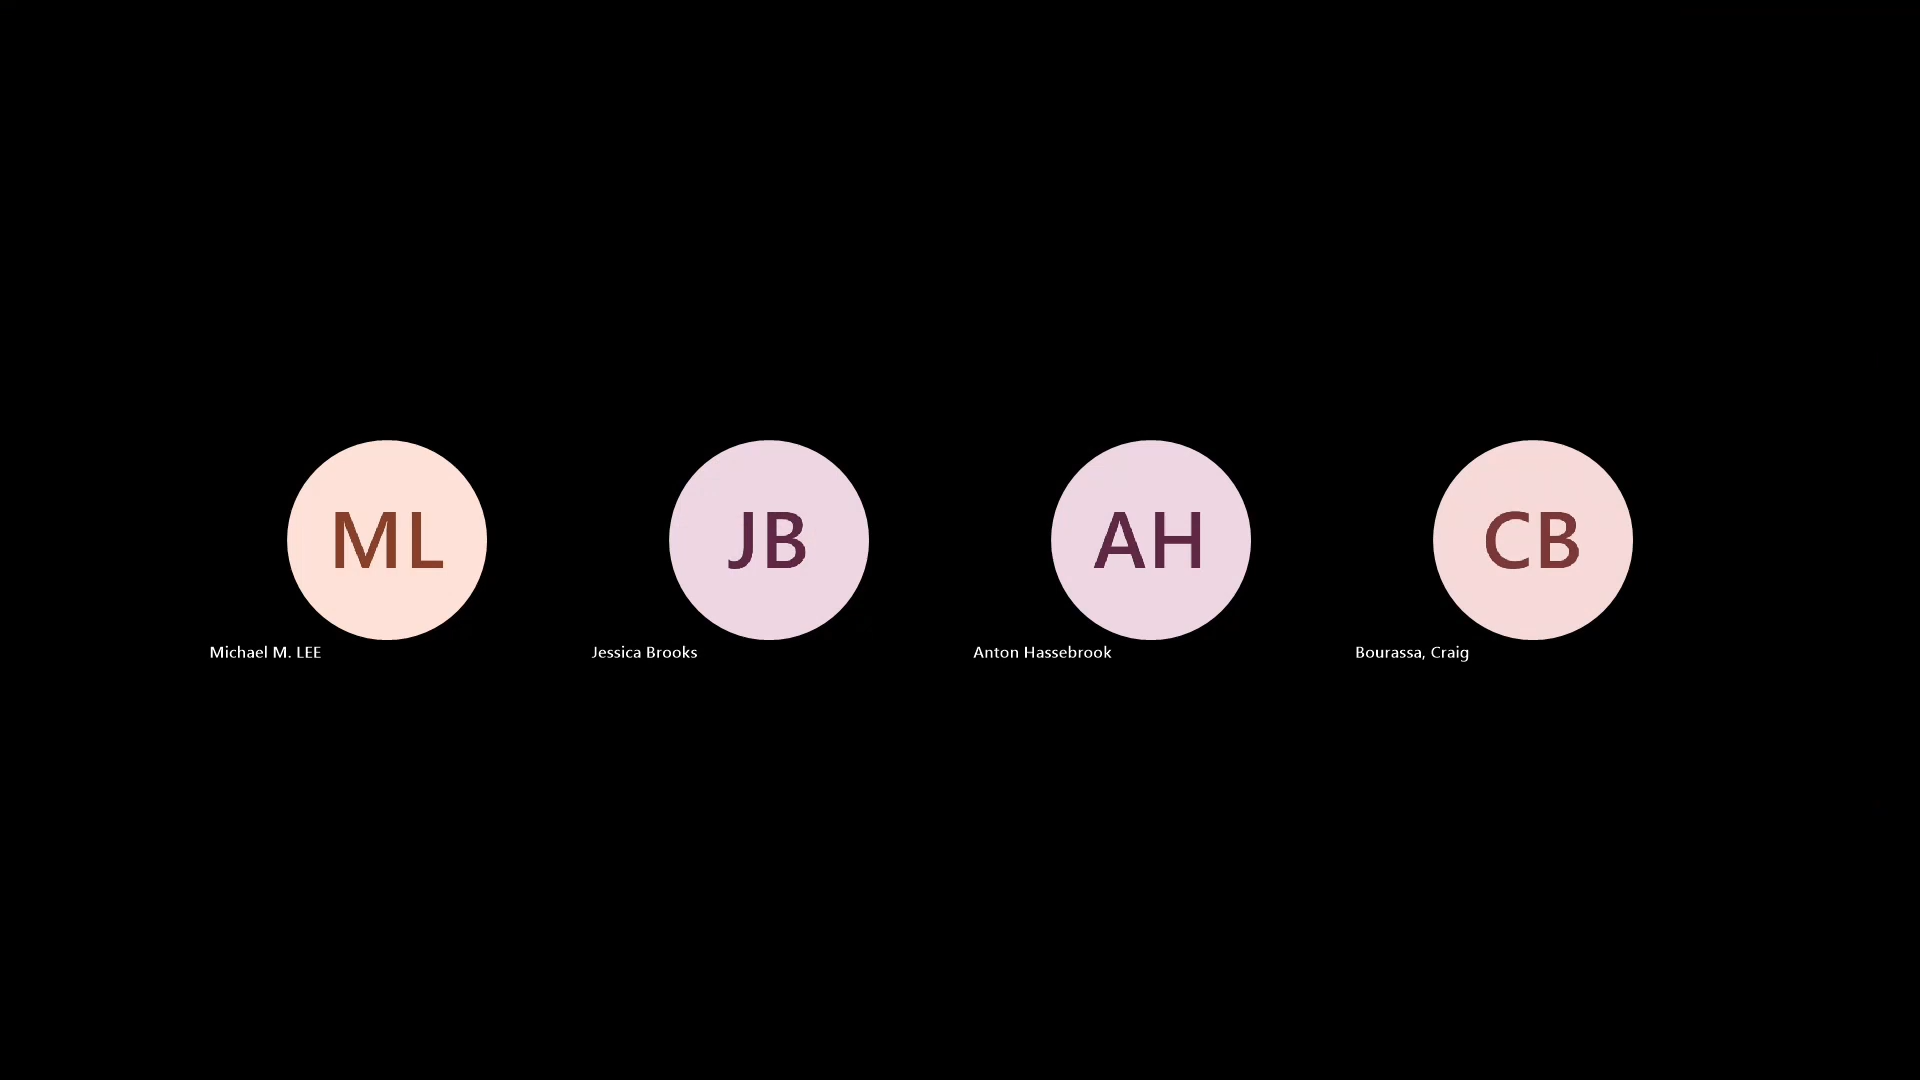 ML
Michael M. LEE
JB
Jessica Brooks
AH
Anton Hassebrook
CB
Bourassa, Craig